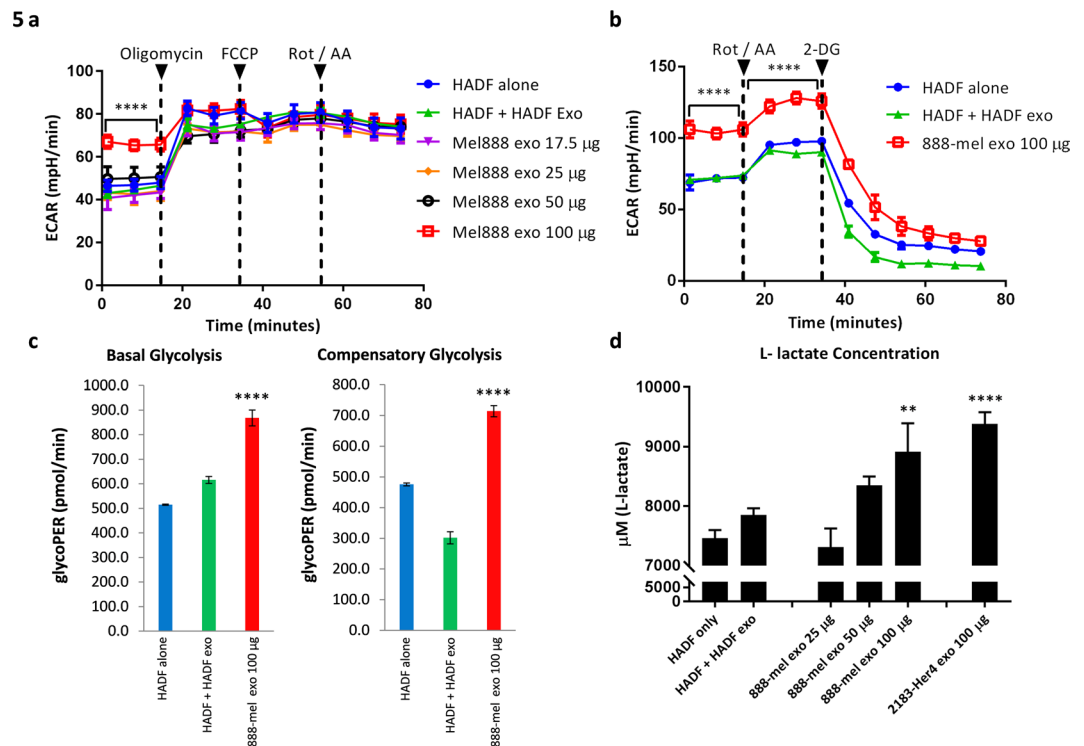 5 a
Oligomycin FCCP Rot / AA
****
ECAR (mpH/min)
100
80
60
40
20
0
0 20 40 60 80
Time (minutes)
HADF alone
HADF + HADF Exo
Mel888 exo 17.5 µg
Mel888 exo 25 µg
Mel888 exo 50 µg
Mel888 exo 100 µg
b
Rot / AA 2-DG
****
****
ECAR (mpH/min)
150
100
50
0
0 20 40 60 80
Time (minutes)
HADF alone
HADF + HADF exo
888-mel exo 100 µg
c
Basal Glycolysis
glycoPER (pmol/min)
1000.0
900.0
800.0
700.0
600.0
500.0
400.0
300.0
200.0
100.0
0.0
****
HADF alone
HADF + HADF exo
888-mel exo 100 µg
Compensatory Glycolysis
glycoPER (pmol/min)
800.0
700.0
600.0
500.0
400.0
300.0
200.0
100.0
0.0
****
HADF alone
HADF + HADF exo
888-mel exo 100 µg
d
L- lactate Concentration
µM (L-lactate)
10000
9000
8000
7000
5000
0
**
****
HADF only
HADF + HADF exo
888-mel exo 25 µg
888-mel exo 50 µg
888-mel exo 100 µg
2183-Her4 exo 100 µg